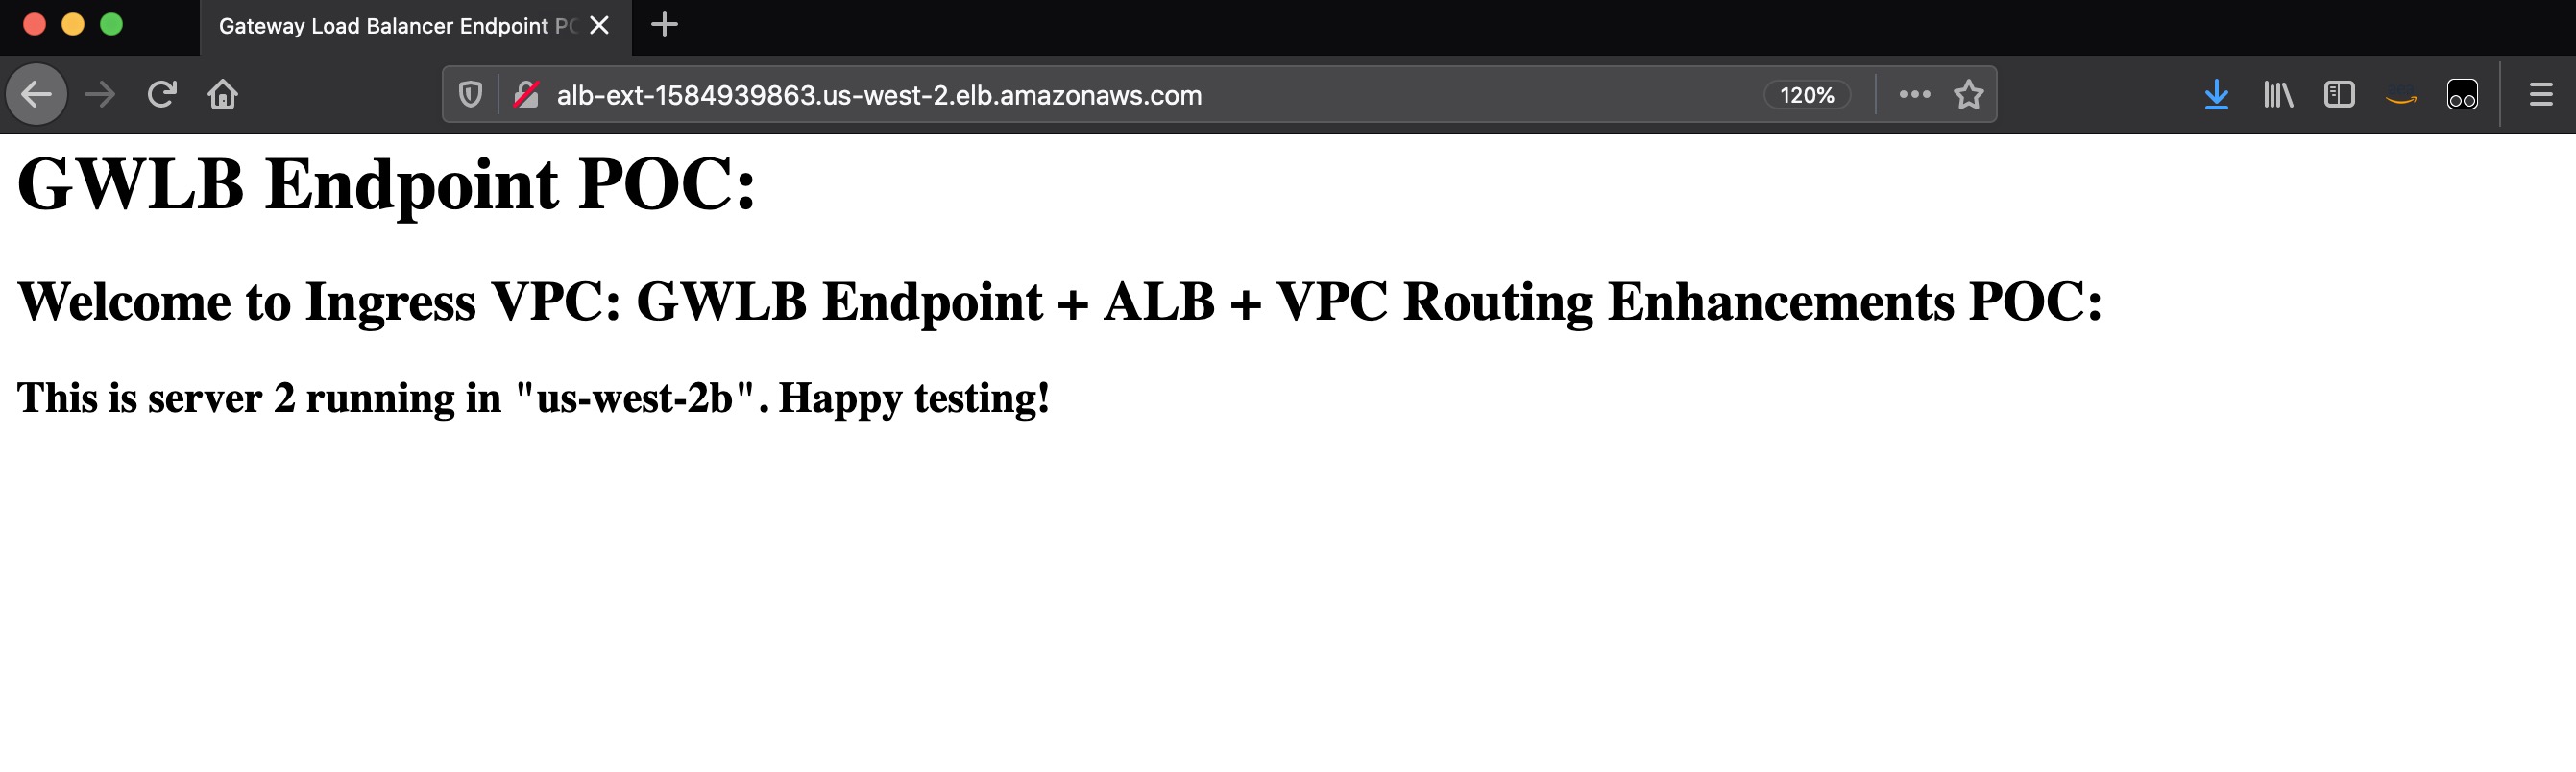 Gateway Load Balancer Endpoint PO
alb-ext-1584939863.us-west-2.elb.amazonaws.com
120%
GWLB Endpoint POC:
Welcome to Ingress VPC: GWLB Endpoint + ALB + VPC Routing Enhancements POC:
This is server 2 running in "us-west-2b". Happy testing!